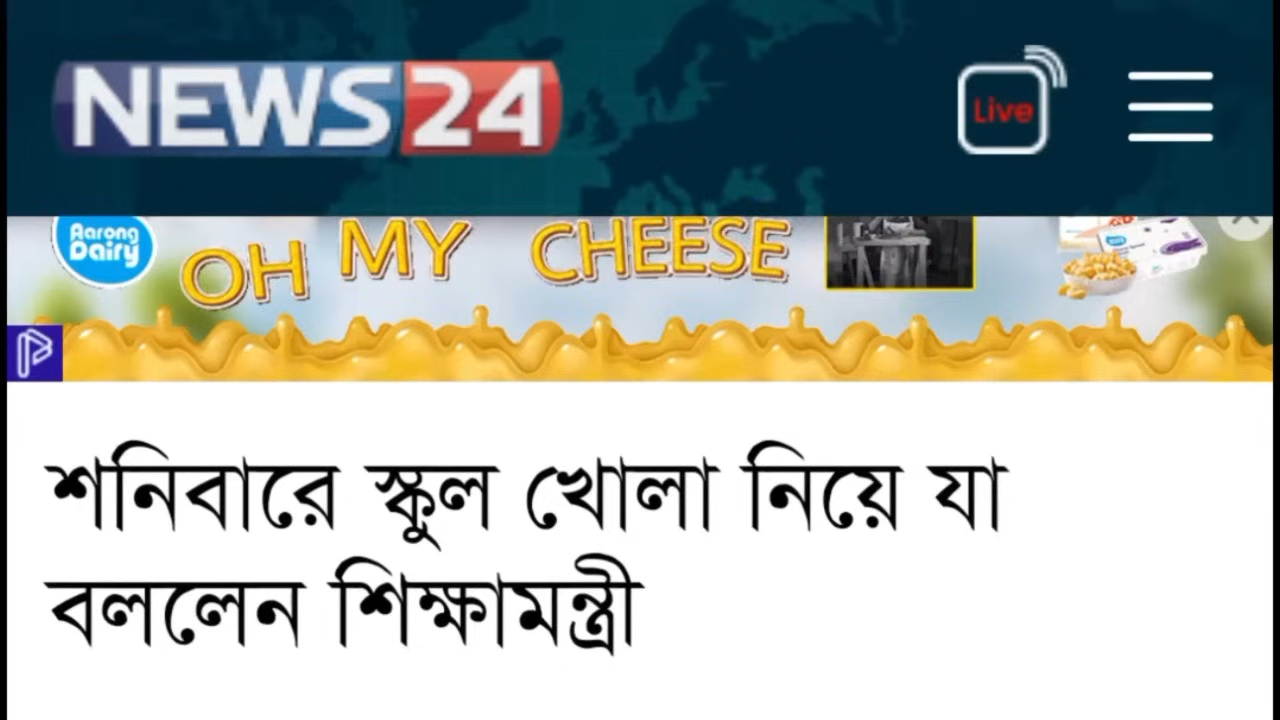 NEWS24
Live
Aarong
Dairy
OH MY CHEESE
শনিবারে স্কুল খোলা নিয়ে যা
বললেন শিক্ষামন্ত্রী